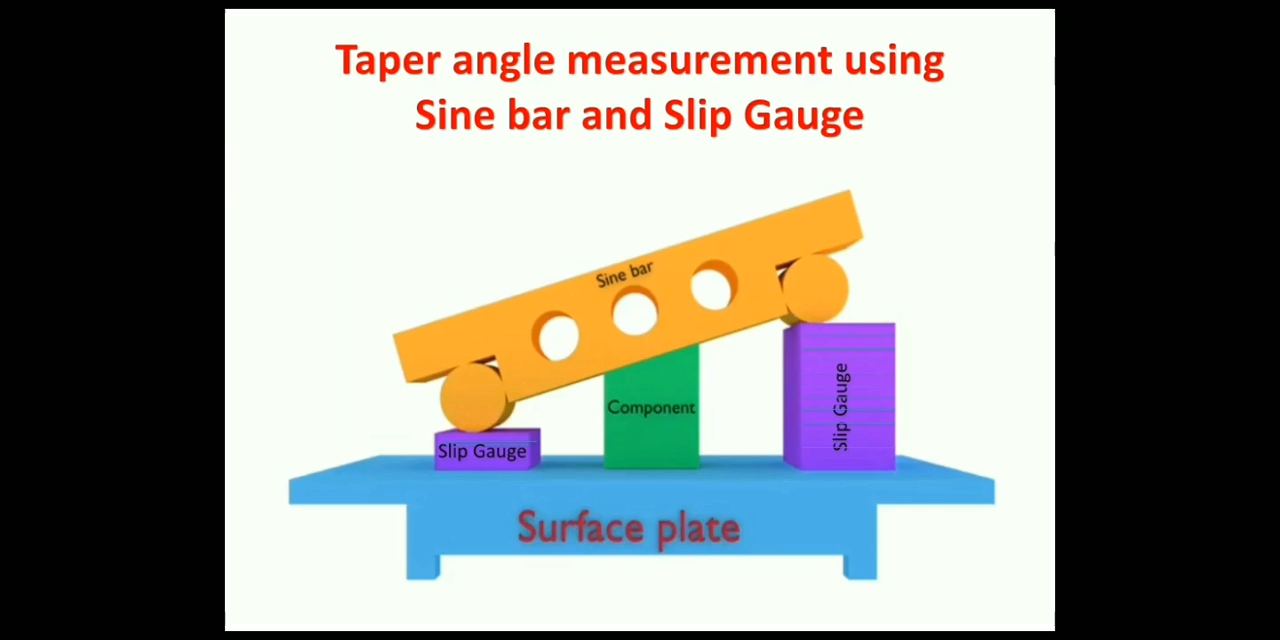 Taper angle measurement using
Sine bar and Slip Gauge
Sine bar
Component
Slip Gauge
Slip Gauge
Surface plate